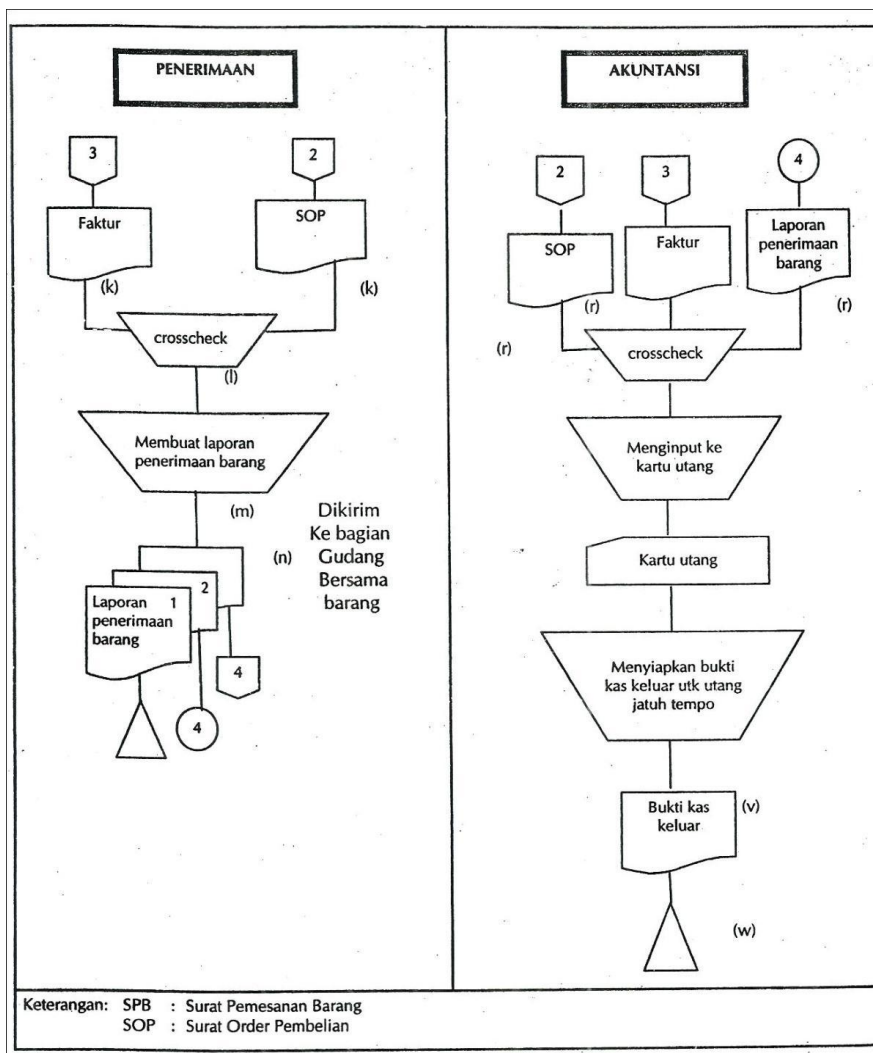 PENERIMAAN
3
2
Faktur
SOP
(k)
(k)
crosscheck
(l)
Membuat laporan
penerimaan barang
(m)
(n)
Dikirim
Ke bagian
Gudang
Bersama
barang
2
Laporan 1
penerimaan
barang
4
4
AKUNTANSI
2
3
4
SOP
Faktur
Laporan
penerimaan
barang
(r)
(r)
(r)
crosscheck
Menginput ke
kartu utang
Kartu utang
Menyiapkan bukti
kas keluar utk utang
jatuh tempo
Bukti kas
keluar
(v)
(w)
Keterangan: SPB : Surat Pemesanan Barang
SOP : Surat Order Pembelian